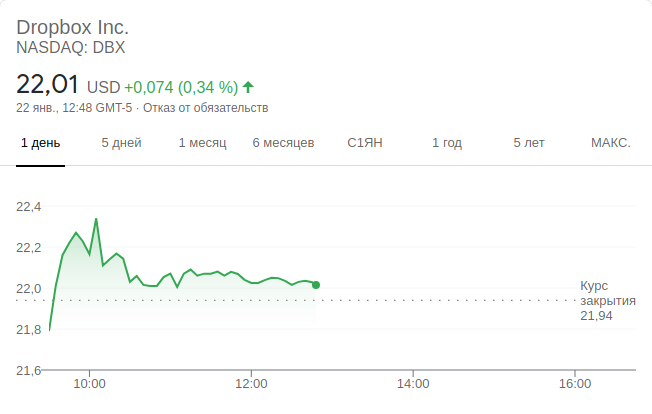 Dropbox Inc.
NASDAQ: DBX
22,01 USD +0,074 (0,34 %)
22 янв., 12:48 GMT-5 · Отказ от обязательств
1 день 5 дней 1 месяц 6 месяцев С1ЯН 1 год 5 лет МАКС.
22,4
22,2
22,0
Курс
закрытия
21,94
21,8
21,6
10:00 12:00 14:00 16:00